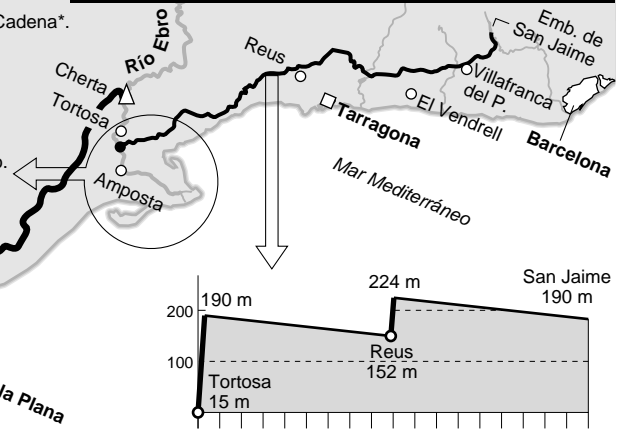 Cadena*.
Río Ebro
Cherta
Tortosa
Amposta
Reus
Tarragona
El Vendrell
Villafranca
del P.
Emb. de
San Jaime
Barcelona
Mar Mediterráneo
la Plana
200
100
190 m
224 m
San Jaime
190 m
Reus
152 m
Tortosa
15 m